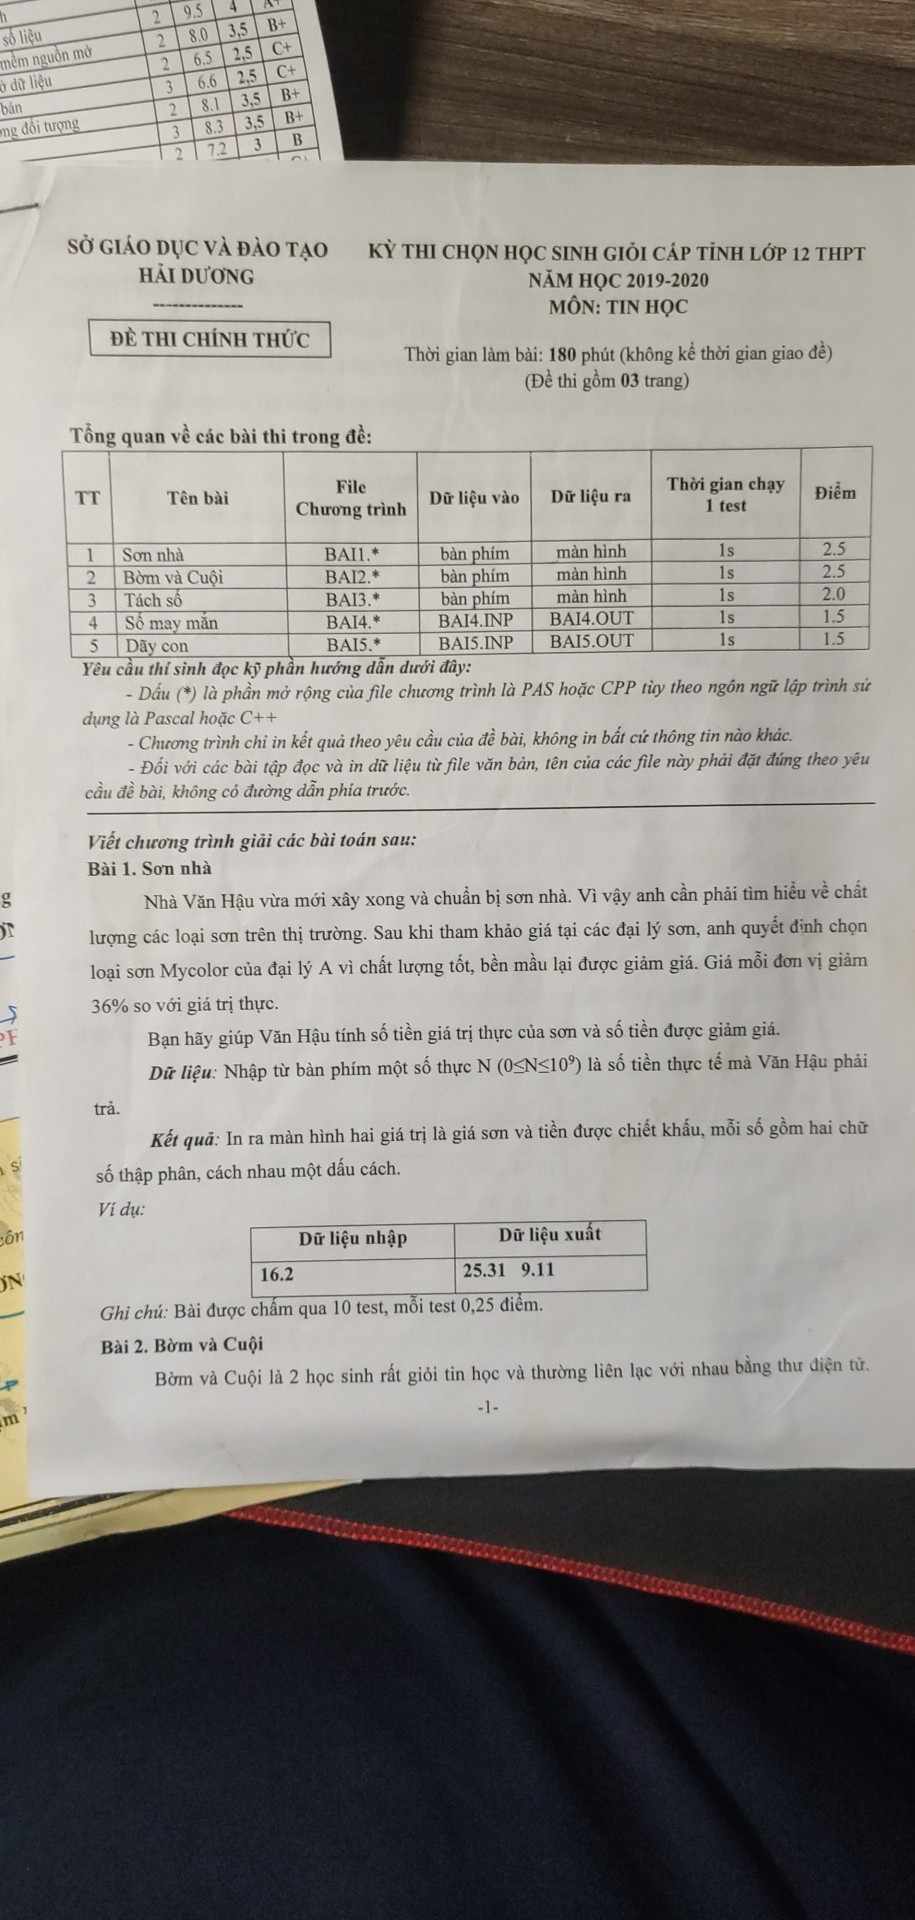 h 2 9.5 4 A+
số liệu 2 8.0 3,5 B+
mềm nguồn mở 2 6.5 2,5 C+
ở dữ liệu 3 6.6 2,5 C+
bản 2 8.1 3,5 B+
ng đối tượng 3 8.3 3,5 B+
2 7.2 3 B
SỞ GIÁO DỤC VÀ ĐÀO TẠO
HẢI DƯƠNG
ĐỀ THI CHÍNH THỨC
KỲ THI CHỌN HỌC SINH GIỎI CẤP TỈNH LỚP 12 THPT
NĂM HỌC 2019-2020
MÔN: TIN HỌC
Thời gian làm bài: 180 phút (không kể thời gian giao đề)
(Đề thi gồm 03 trang)
Tổng quan về các bài thi trong đề:
TT Tên bài File Chương trình Dữ liệu vào Dữ liệu ra Thời gian chạy 1 test Điểm
1 Sơn nhà BAI1.* bàn phím màn hình 1s 2.5
2 Bờm và Cuội BAI2.* bàn phím màn hình 1s 2.5
3 Tách số BAI3.* bàn phím màn hình 1s 2.0
4 Số may mắn BAI4.* BAI4.INP BAI4.OUT 1s 1.5
5 Dãy con BAI5.* BAI5.INP BAI5.OUT 1s 1.5
Yêu cầu thí sinh đọc kỹ phần hướng dẫn dưới đây:
- Dấu (*) là phần mở rộng của file chương trình là PAS hoặc CPP tùy theo ngôn ngữ lập trình sử
dụng là Pascal hoặc C++
- Chương trình chỉ in kết quả theo yêu cầu của đề bài, không in bất cứ thông tin nào khác.
- Đối với các bài tập đọc và in dữ liệu từ file văn bản, tên của các file này phải đặt đúng theo yêu
cầu đề bài, không có đường dẫn phía trước.
Viết chương trình giải các bài toán sau:
Bài 1. Sơn nhà
Nhà Văn Hậu vừa mới xây xong và chuẩn bị sơn nhà. Vì vậy anh cần phải tìm hiểu về chất
lượng các loại sơn trên thị trường. Sau khi tham khảo giá tại các đại lý sơn, anh quyết định chọn
loại sơn Mycolor của đại lý A vì chất lượng tốt, bền mầu lại được giảm giá. Giá mỗi đơn vị giảm
36% so với giá trị thực.
Bạn hãy giúp Văn Hậu tính số tiền giá trị thực của sơn và số tiền được giảm giá.
Dữ liệu: Nhập từ bàn phím một số thực N (0≤N≤10⁹) là số tiền thực tế mà Văn Hậu phải
trả.
Kết quả: In ra màn hình hai giá trị là giá sơn và tiền được chiết khấu, mỗi số gồm hai chữ
số thập phân, cách nhau một dấu cách.
Ví dụ:
Dữ liệu nhập Dữ liệu xuất
16.2 25.31 9.11
Ghi chú: Bài được chấm qua 10 test, mỗi test 0,25 điểm.
Bài 2. Bờm và Cuội
Bờm và Cuội là 2 học sinh rất giỏi tin học và thường liên lạc với nhau bằng thư điện tử.
-1-